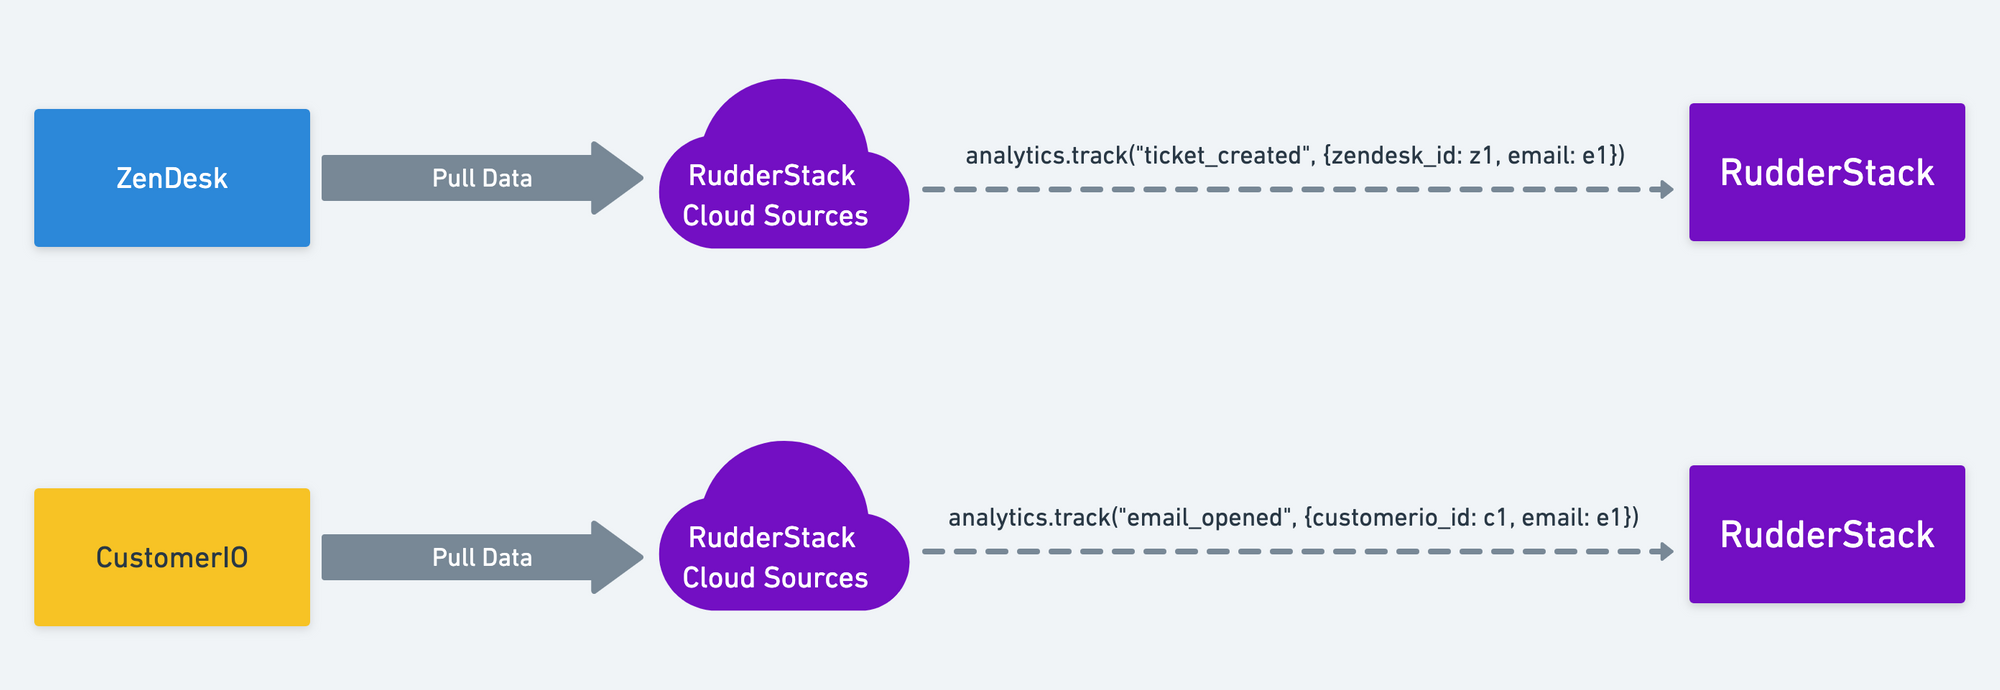 ZenDesk
Pull Data
RudderStack
Cloud Sources
analytics.track("ticket_created", {zendesk_id: z1, email: e1})
RudderStack
CustomerIO
Pull Data
RudderStack
Cloud Sources
analytics.track("email_opened", {customerio_id: c1, email: e1})
RudderStack